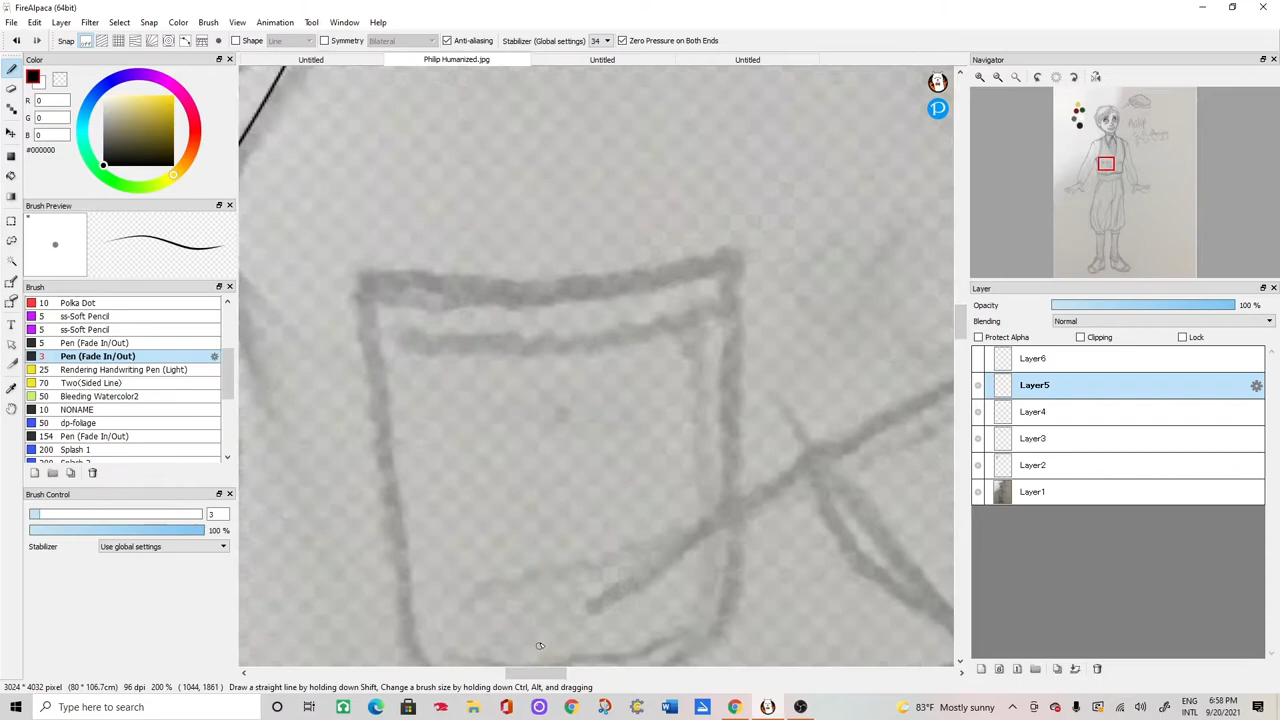 FireAlpaca (64bit)
File Edit Layer Filter Select Snap Color Brush View Animation Tool Window Help
Snap OFF Shape Line Symmetry Bilateral Anti-aliasing Stabilizer (Global settings) 34 Zero Pressure on Both Ends
Color
Untitled Philip Humanized.jpg Untitled Untitled
Navigator
R 0
G 0
B 0
#000000
Brush Preview
*
Brush
10 Polka Dot
5 ss-Soft Pencil
5 ss-Soft Pencil
5 Pen (Fade In/Out)
3 Pen (Fade In/Out)
25 Rendering Handwriting Pen (Light)
70 Two(Sided Line)
50 Bleeding Watercolor2
10 NONAME
50 dp-foliage
154 Pen (Fade In/Out)
200 Splash 1
Brush Control
3
100 %
Stabilizer Use global settings
Layer
Opacity 100 %
Blending Normal
Protect Alpha Clipping Lock
Layer6
Layer5
Layer4
Layer3
Layer2
Layer1
3024 * 4032 pixel (80 * 106.7cm) 96 dpi 200 % ( 1044, 1861 ) Draw a straight line by holding down Shift, Change a brush size by holding down Ctrl, Alt, and dragging
Type here to search
83°F Mostly sunny
ENG
INTL
6:58 PM
9/20/2021